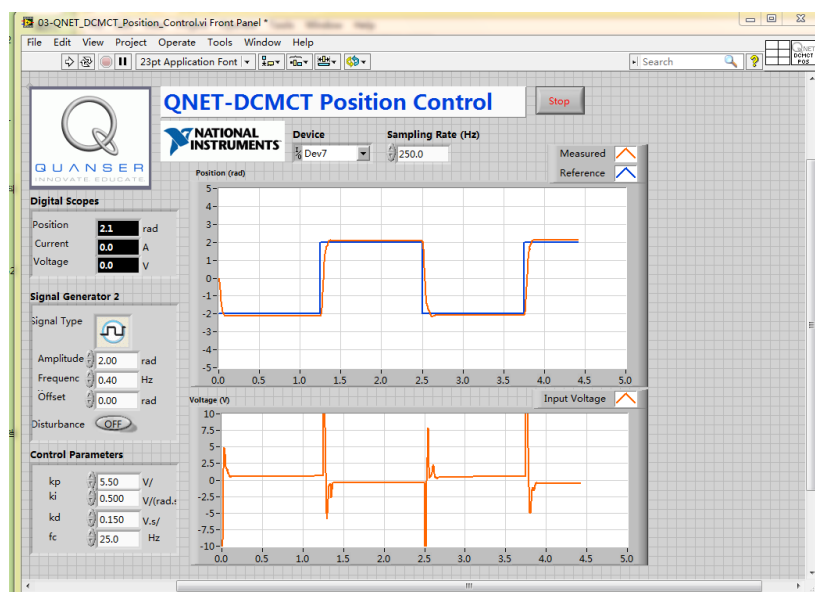 03-QNET_DCMCT_Position_Control.vi Front Panel *
File Edit View Project Operate Tools Window Help
23pt Application Font
Search
QNET
DCMCT
POS
QNET-DCMCT Position Control
Stop
QUANSER
INNOVATE EDUCATE
NATIONAL INSTRUMENTS
Device
Dev7
Sampling Rate (Hz)
250.0
Measured
Reference
Position (rad)
5
4
3
2
1
0
-1
-2
-3
-4
-5
0.0 0.5 1.0 1.5 2.0 2.5 3.0 3.5 4.0 4.5 5.0
Digital Scopes
Position 2.1 rad
Current 0.0 A
Voltage 0.0 V
Signal Generator 2
Signal Type
Amplitude 2.00 rad
Frequenc 0.40 Hz
Offset 0.00 rad
Disturbance OFF
Voltage (V)
Input Voltage
10
7.5
5
2.5
0
-2.5
-5
-7.5
-10
0.0 0.5 1.0 1.5 2.0 2.5 3.0 3.5 4.0 4.5 5.0
Control Parameters
kp 5.50 V/
ki 0.500 V/(rad.s
kd 0.150 V.s/
fc 25.0 Hz